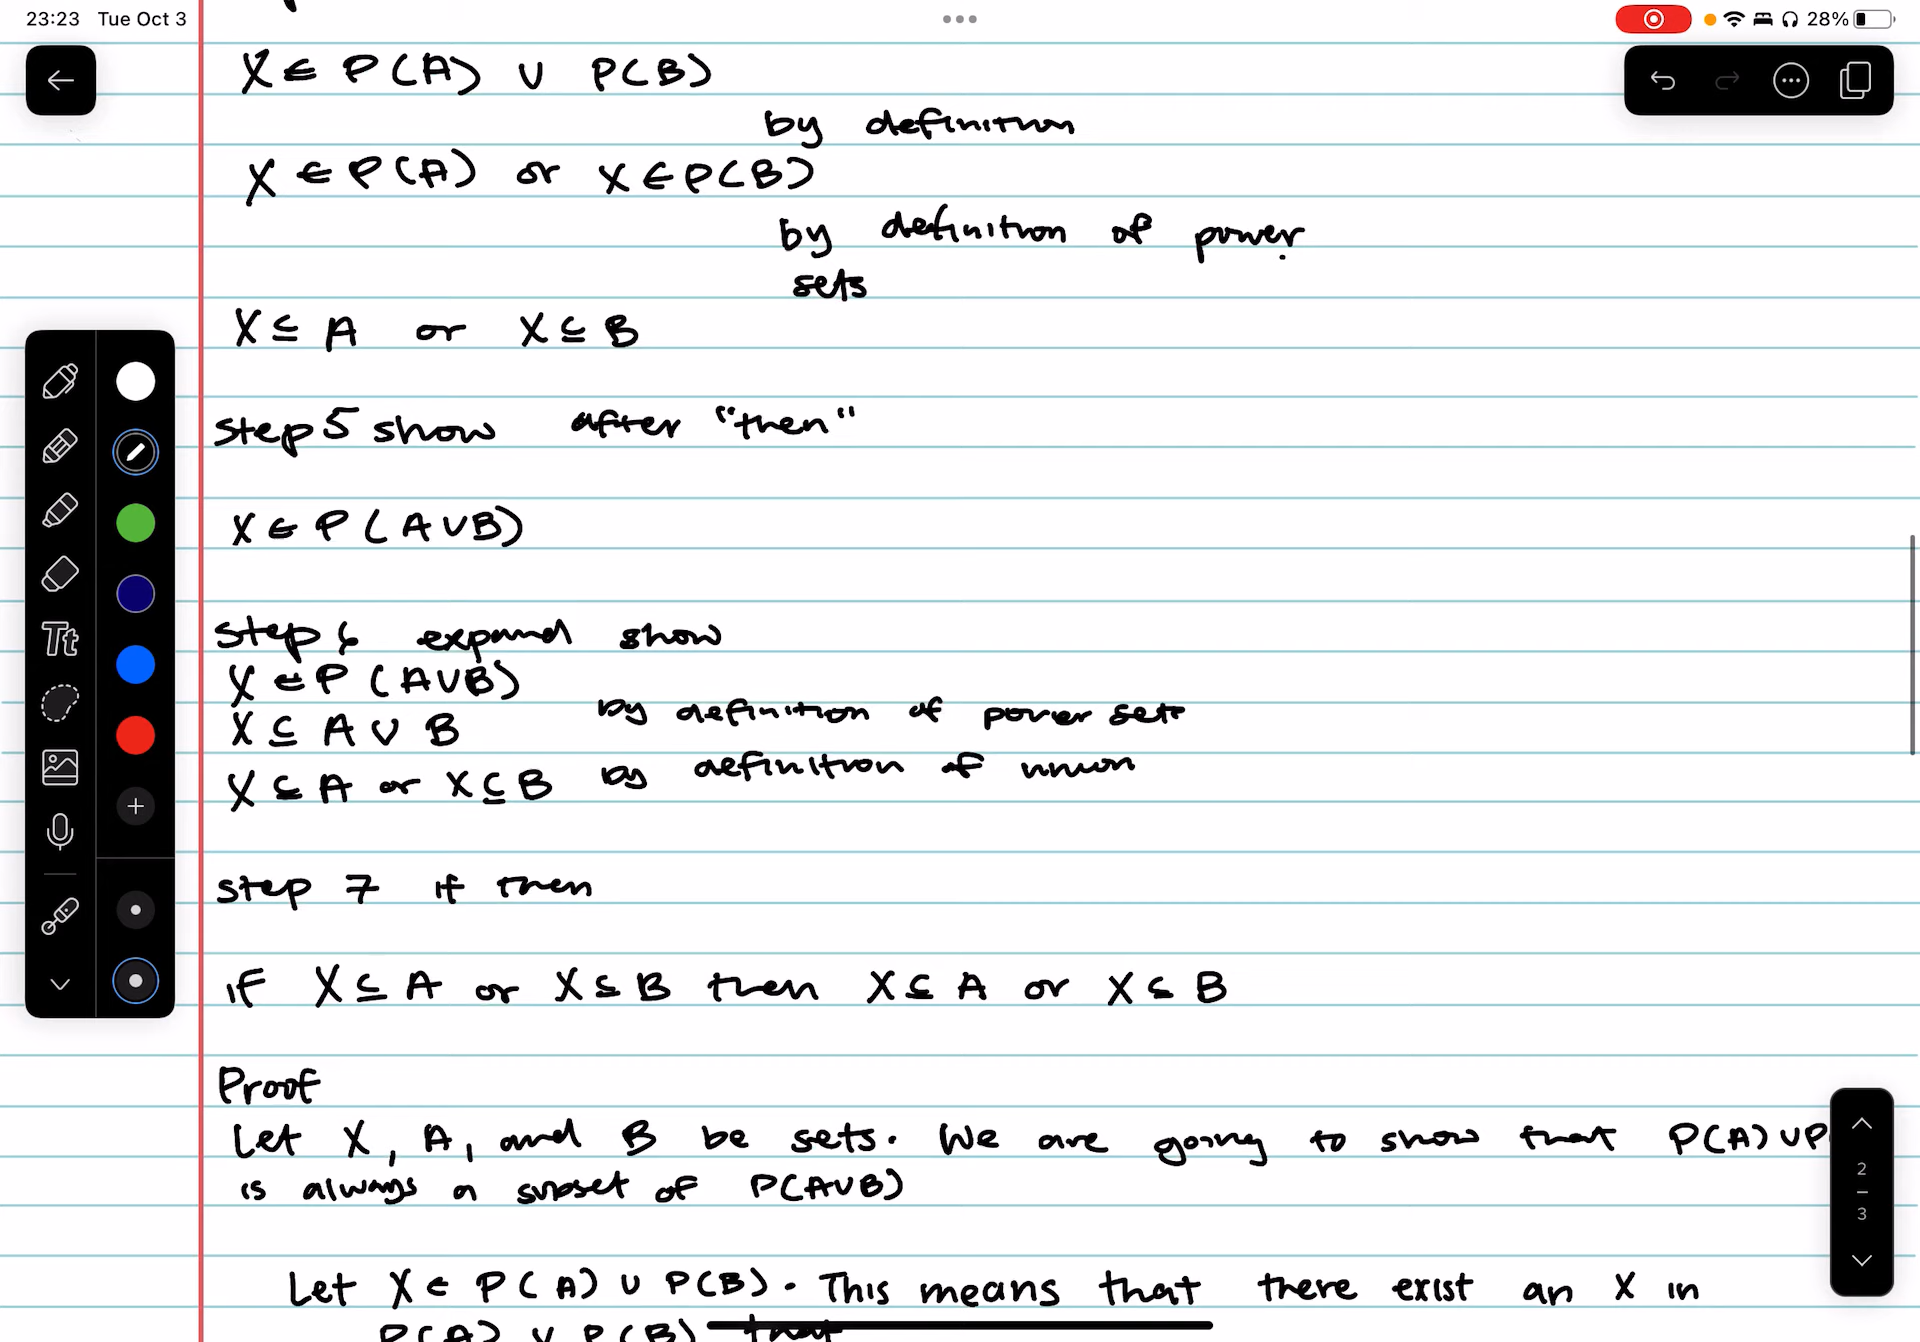 23:23 Tue Oct 3
28%
X ∈ P(A) ∪ P(B)
by definition
X ∈ P(A) or X ∈ P(B)
by definition of power
sets
X ⊆ A or X ⊆ B
Step 5 show after "then"
X ∈ P(A∪B)
Step 6 expand show
X ∈ P(A∪B)
X ⊆ A ∪ B by definition of power sets
X ⊆ A or X ⊆ B by definition of union
Step 7 if then
if X ⊆ A or X ⊆ B then X ⊆ A or X ⊆ B
Proof
Let X, A, and B be sets. We are going to show that P(A) ∪ P
is always a subset of P(A∪B)
Let X ∈ P(A) ∪ P(B). This means that there exist an X in
P(A) ∪ P(B) that
Tt
2
3